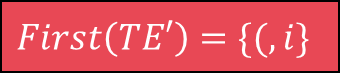 First(TE′) = {(, i}